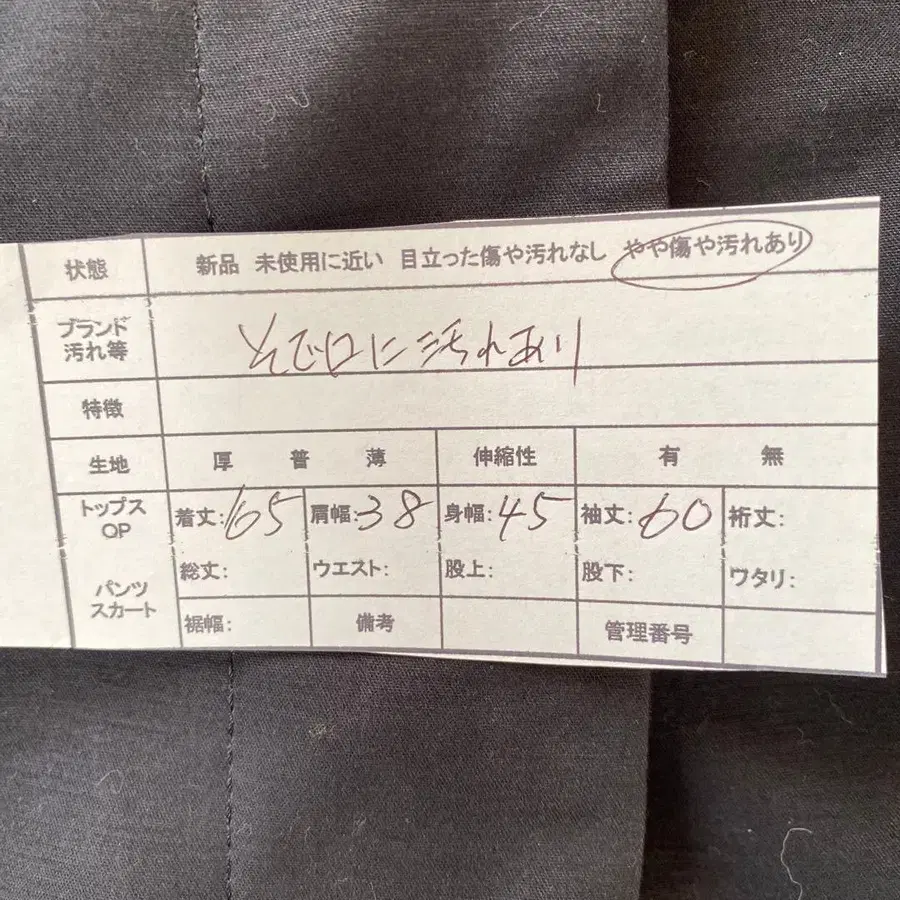 状態 新品 未使用に近い 目立った傷や汚れなし やや傷や汚れあり
ブランド
汚れ等
そで口に汚れあり
特徴
生地 厚 普 薄 伸縮性 有 無
トップス
OP
着丈:65 肩幅:38 身幅:45 袖丈:60 裄丈:
パンツ
スカート
総丈: ウエスト: 股上: 股下: ワタリ:
裾幅: 備考 管理番号